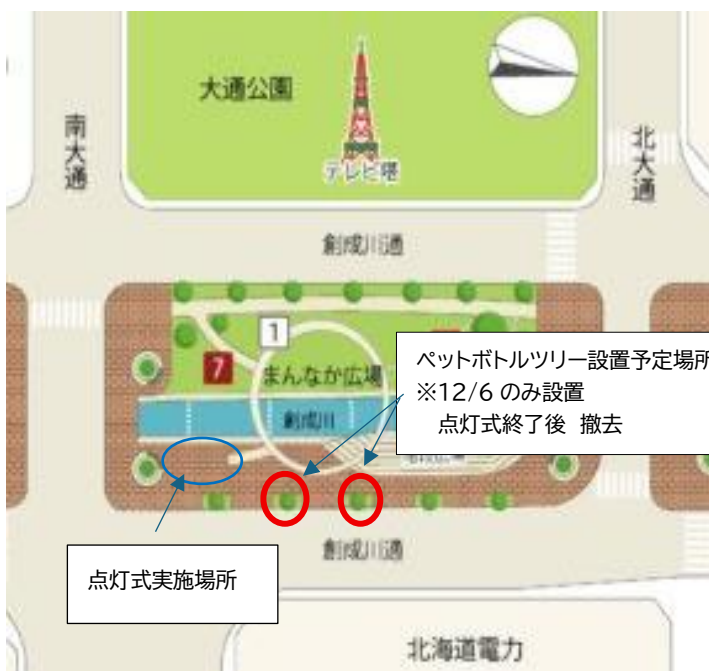 大通公園
南大通
北大通
テレビ塔
創成川通
1
7
まんなか広場
創成川
ペットボトルツリー設置予定場所
※12/6 のみ設置
点灯式終了後 撤去
点灯式実施場所
創成川通
北海道電力